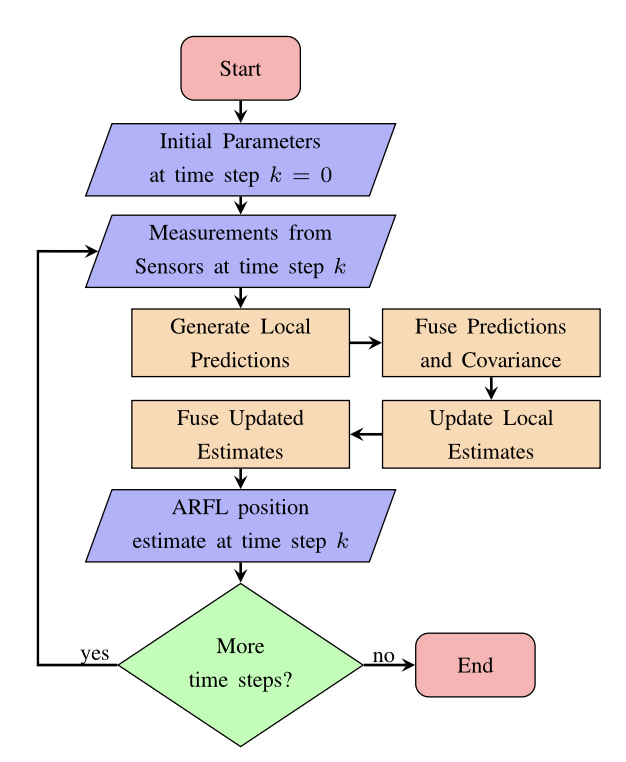 Start
Initial Parameters
at time step k = 0
Measurements from
Sensors at time step k
Generate Local
Predictions
Fuse Predictions
and Covariance
Update Local
Estimates
Fuse Updated
Estimates
ARFL position
estimate at time step k
More
time steps?
yes
no
End